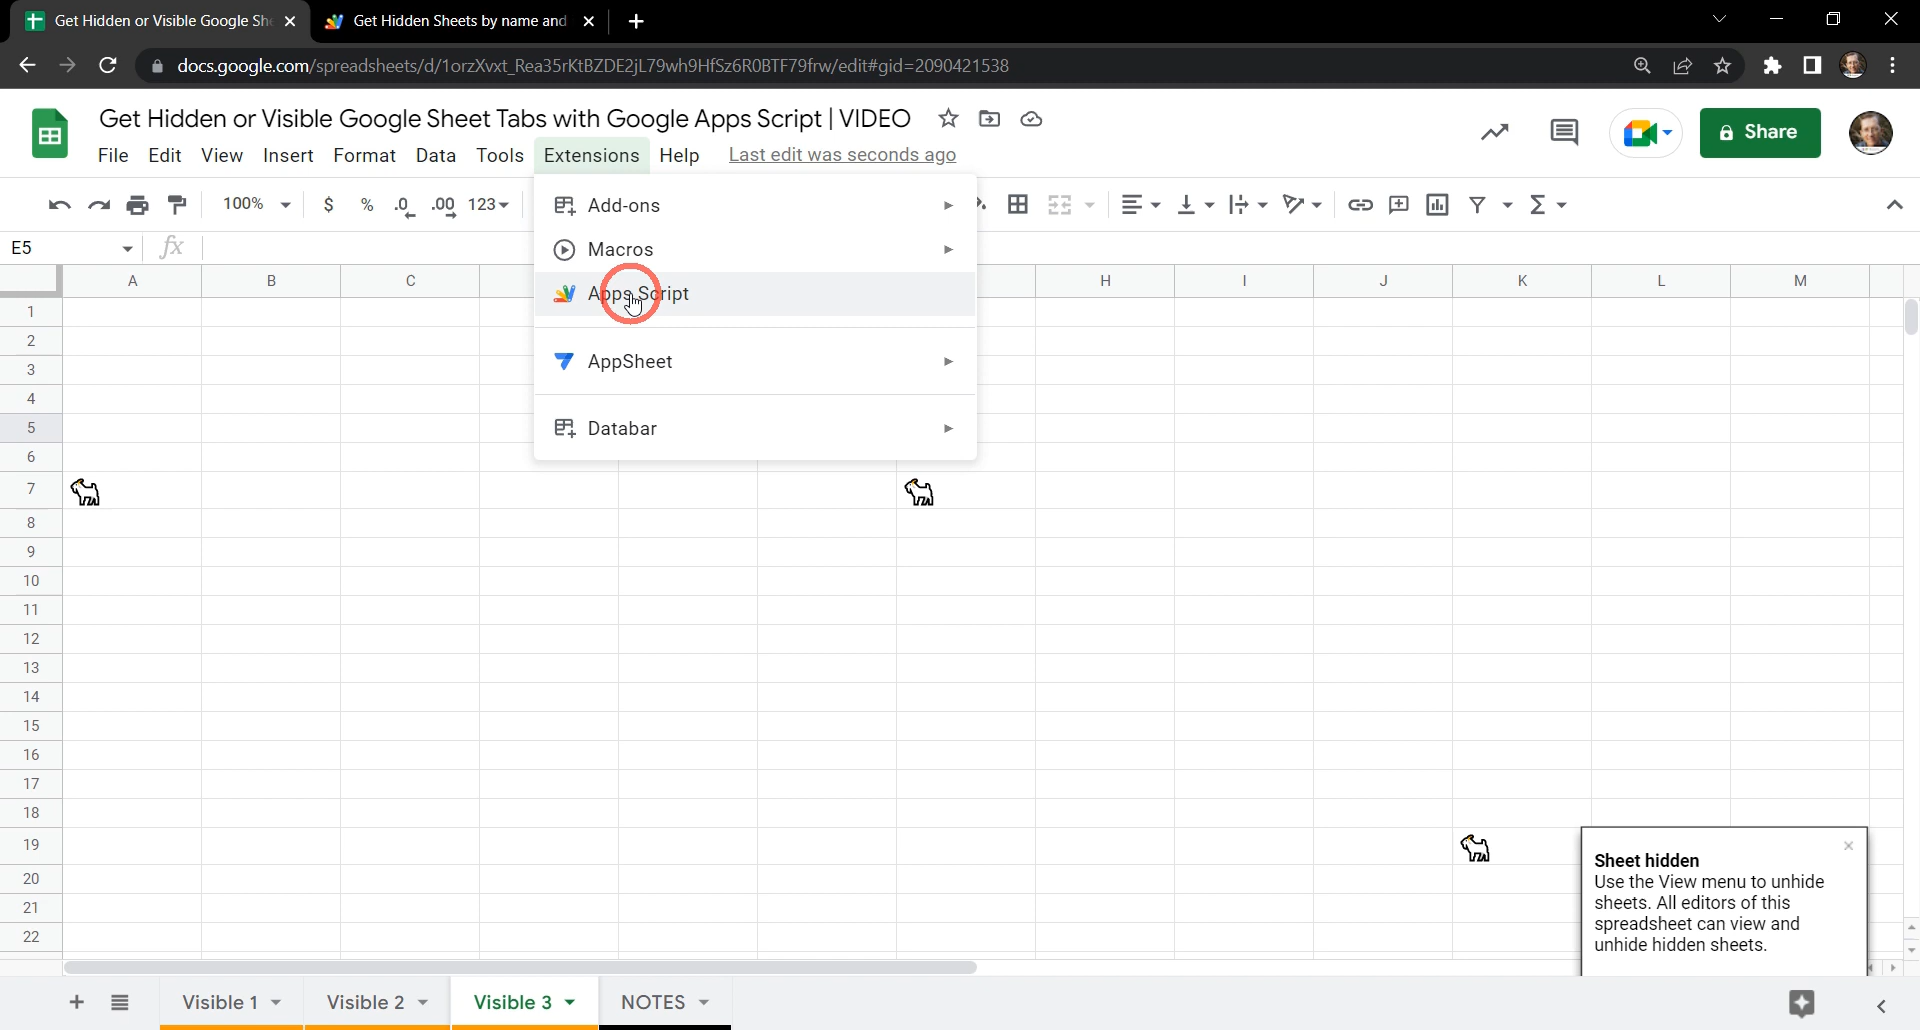 Get Hidden or Visible Google Sh
Get Hidden Sheets by name and
docs.google.com/spreadsheets/d/1orzXvxt_Rea35rKtBZDE2jL79wh9HfSz6R0BTF79frw/edit#gid=2090421538
Get Hidden or Visible Google Sheet Tabs with Google Apps Script | VIDEO
Share
File Edit View Insert Format Data Tools Extensions Help Last edit was seconds ago
100% $ % .0 .00 123
Add-ons
E5 fx
Macros
A B C H I J K L M
Apps Script
AppSheet
Databar
1
2
3
4
5
6
7
8
9
10
11
12
13
14
15
16
17
18
19
20
21
22
Sheet hidden
Use the View menu to unhide
sheets. All editors of this
spreadsheet can view and
unhide hidden sheets.
Visible 1 Visible 2 Visible 3 NOTES